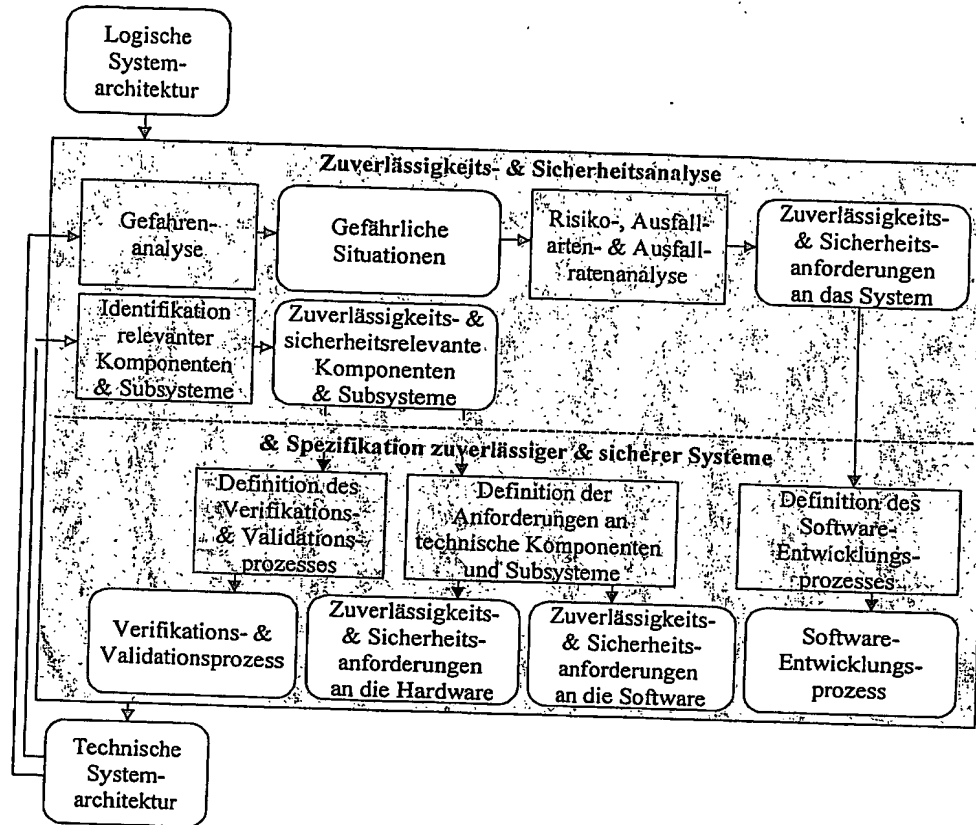 Logische
System-
architektur
Zuverlässigkeits- & Sicherheitsanalyse
Gefahren-
analyse
Gefährliche
Situationen
Risiko-, Ausfall-
arten- & Ausfall-
ratenanalyse
Zuverlässigkeits-
& Sicherheits-
anforderungen
an das System
Identifikation
relevanter
Komponenten
& Subsysteme
Zuverlässigkeits- &
sicherheitsrelevante
Komponenten
& Subsysteme
& Spezifikation zuverlässiger & sicherer Systeme
Definition des
Verifikations-
& Validations-
prozesses
Definition der
Anforderungen an
technische Komponenten
und Subsysteme
Definition des
Software-
Entwicklungs-
prozesses
Verifikations- &
Validationsprozess
Zuverlässigkeits-
& Sicherheits-
anforderungen
an die Hardware
Zuverlässigkeits-
& Sicherheits-
anforderungen
an die Software
Software-
Entwicklungs-
prozess
Technische
System-
architektur